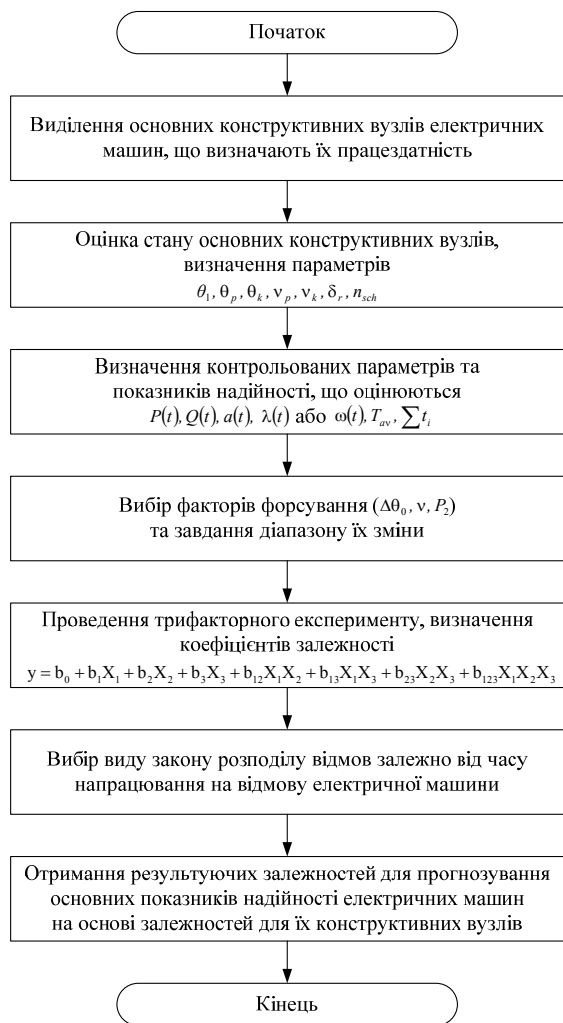 Початок
Виділення основних конструктивних вузлів електричних
машин, що визначають їх працездатність
Оцінка стану основних конструктивних вузлів,
визначення параметрів
θ₁, θₚ, θₖ, νₚ, νₖ, δᵣ, n_sch
Визначення контрольованих параметрів та
показників надійності, що оцінюються
P(t), Q(t), a(t), λ(t) або ω(t), T_av, ∑tᵢ
Вибір факторів форсування (Δθ₀, ν, P₂)
та завдання діапазону їх зміни
Проведення трифакторного експерименту, визначення
коефіцієнтів залежності
y = b₀ + b₁X₁ + b₂X₂ + b₃X₃ + b₁₂X₁X₂ + b₁₃X₁X₃ + b₂₃X₂X₃ + b₁₂₃X₁X₂X₃
Вибір виду закону розподілу відмов залежно від часу
напрацювання на відмову електричної машини
Отримання результуючих залежностей для прогнозування
основних показників надійності електричних машин
на основі залежностей для їх конструктивних вузлів
Кінець